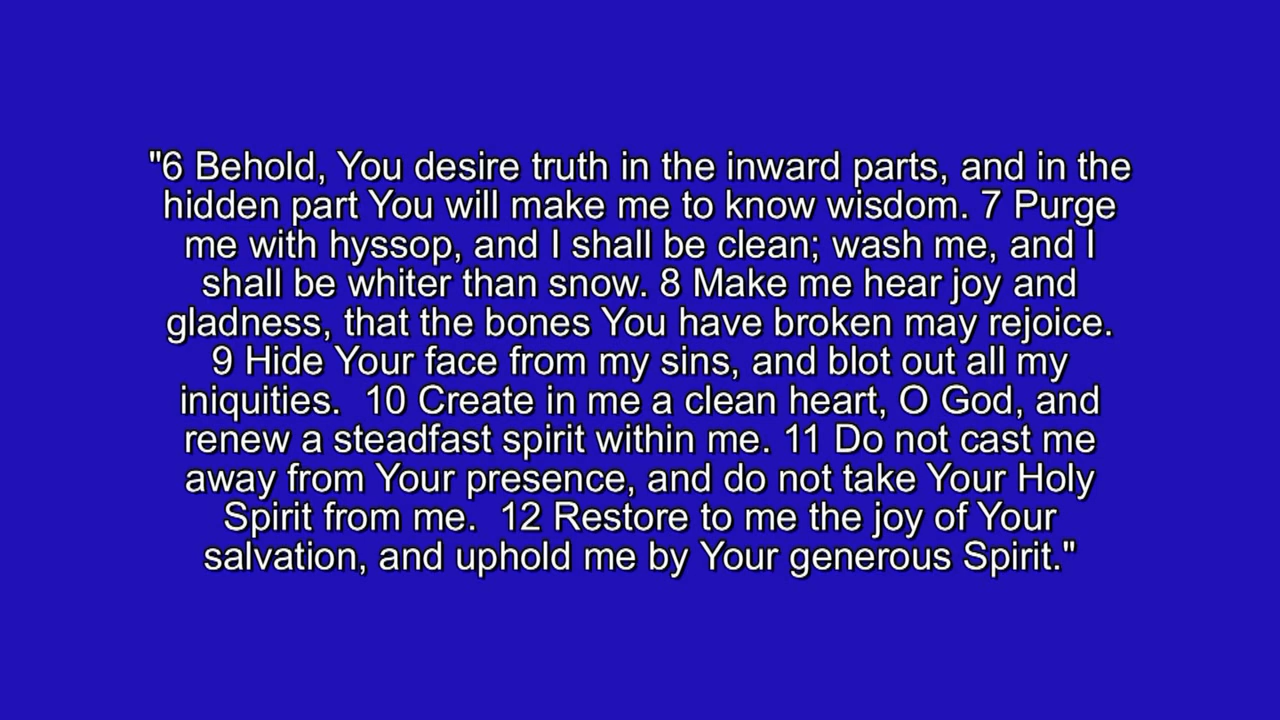 "6 Behold, You desire truth in the inward parts, and in the
hidden part You will make me to know wisdom. 7 Purge
me with hyssop, and I shall be clean; wash me, and I
shall be whiter than snow. 8 Make me hear joy and
gladness, that the bones You have broken may rejoice.
9 Hide Your face from my sins, and blot out all my
iniquities.  10 Create in me a clean heart, O God, and
renew a steadfast spirit within me. 11 Do not cast me
away from Your presence, and do not take Your Holy
Spirit from me.  12 Restore to me the joy of Your
salvation, and uphold me by Your generous Spirit."